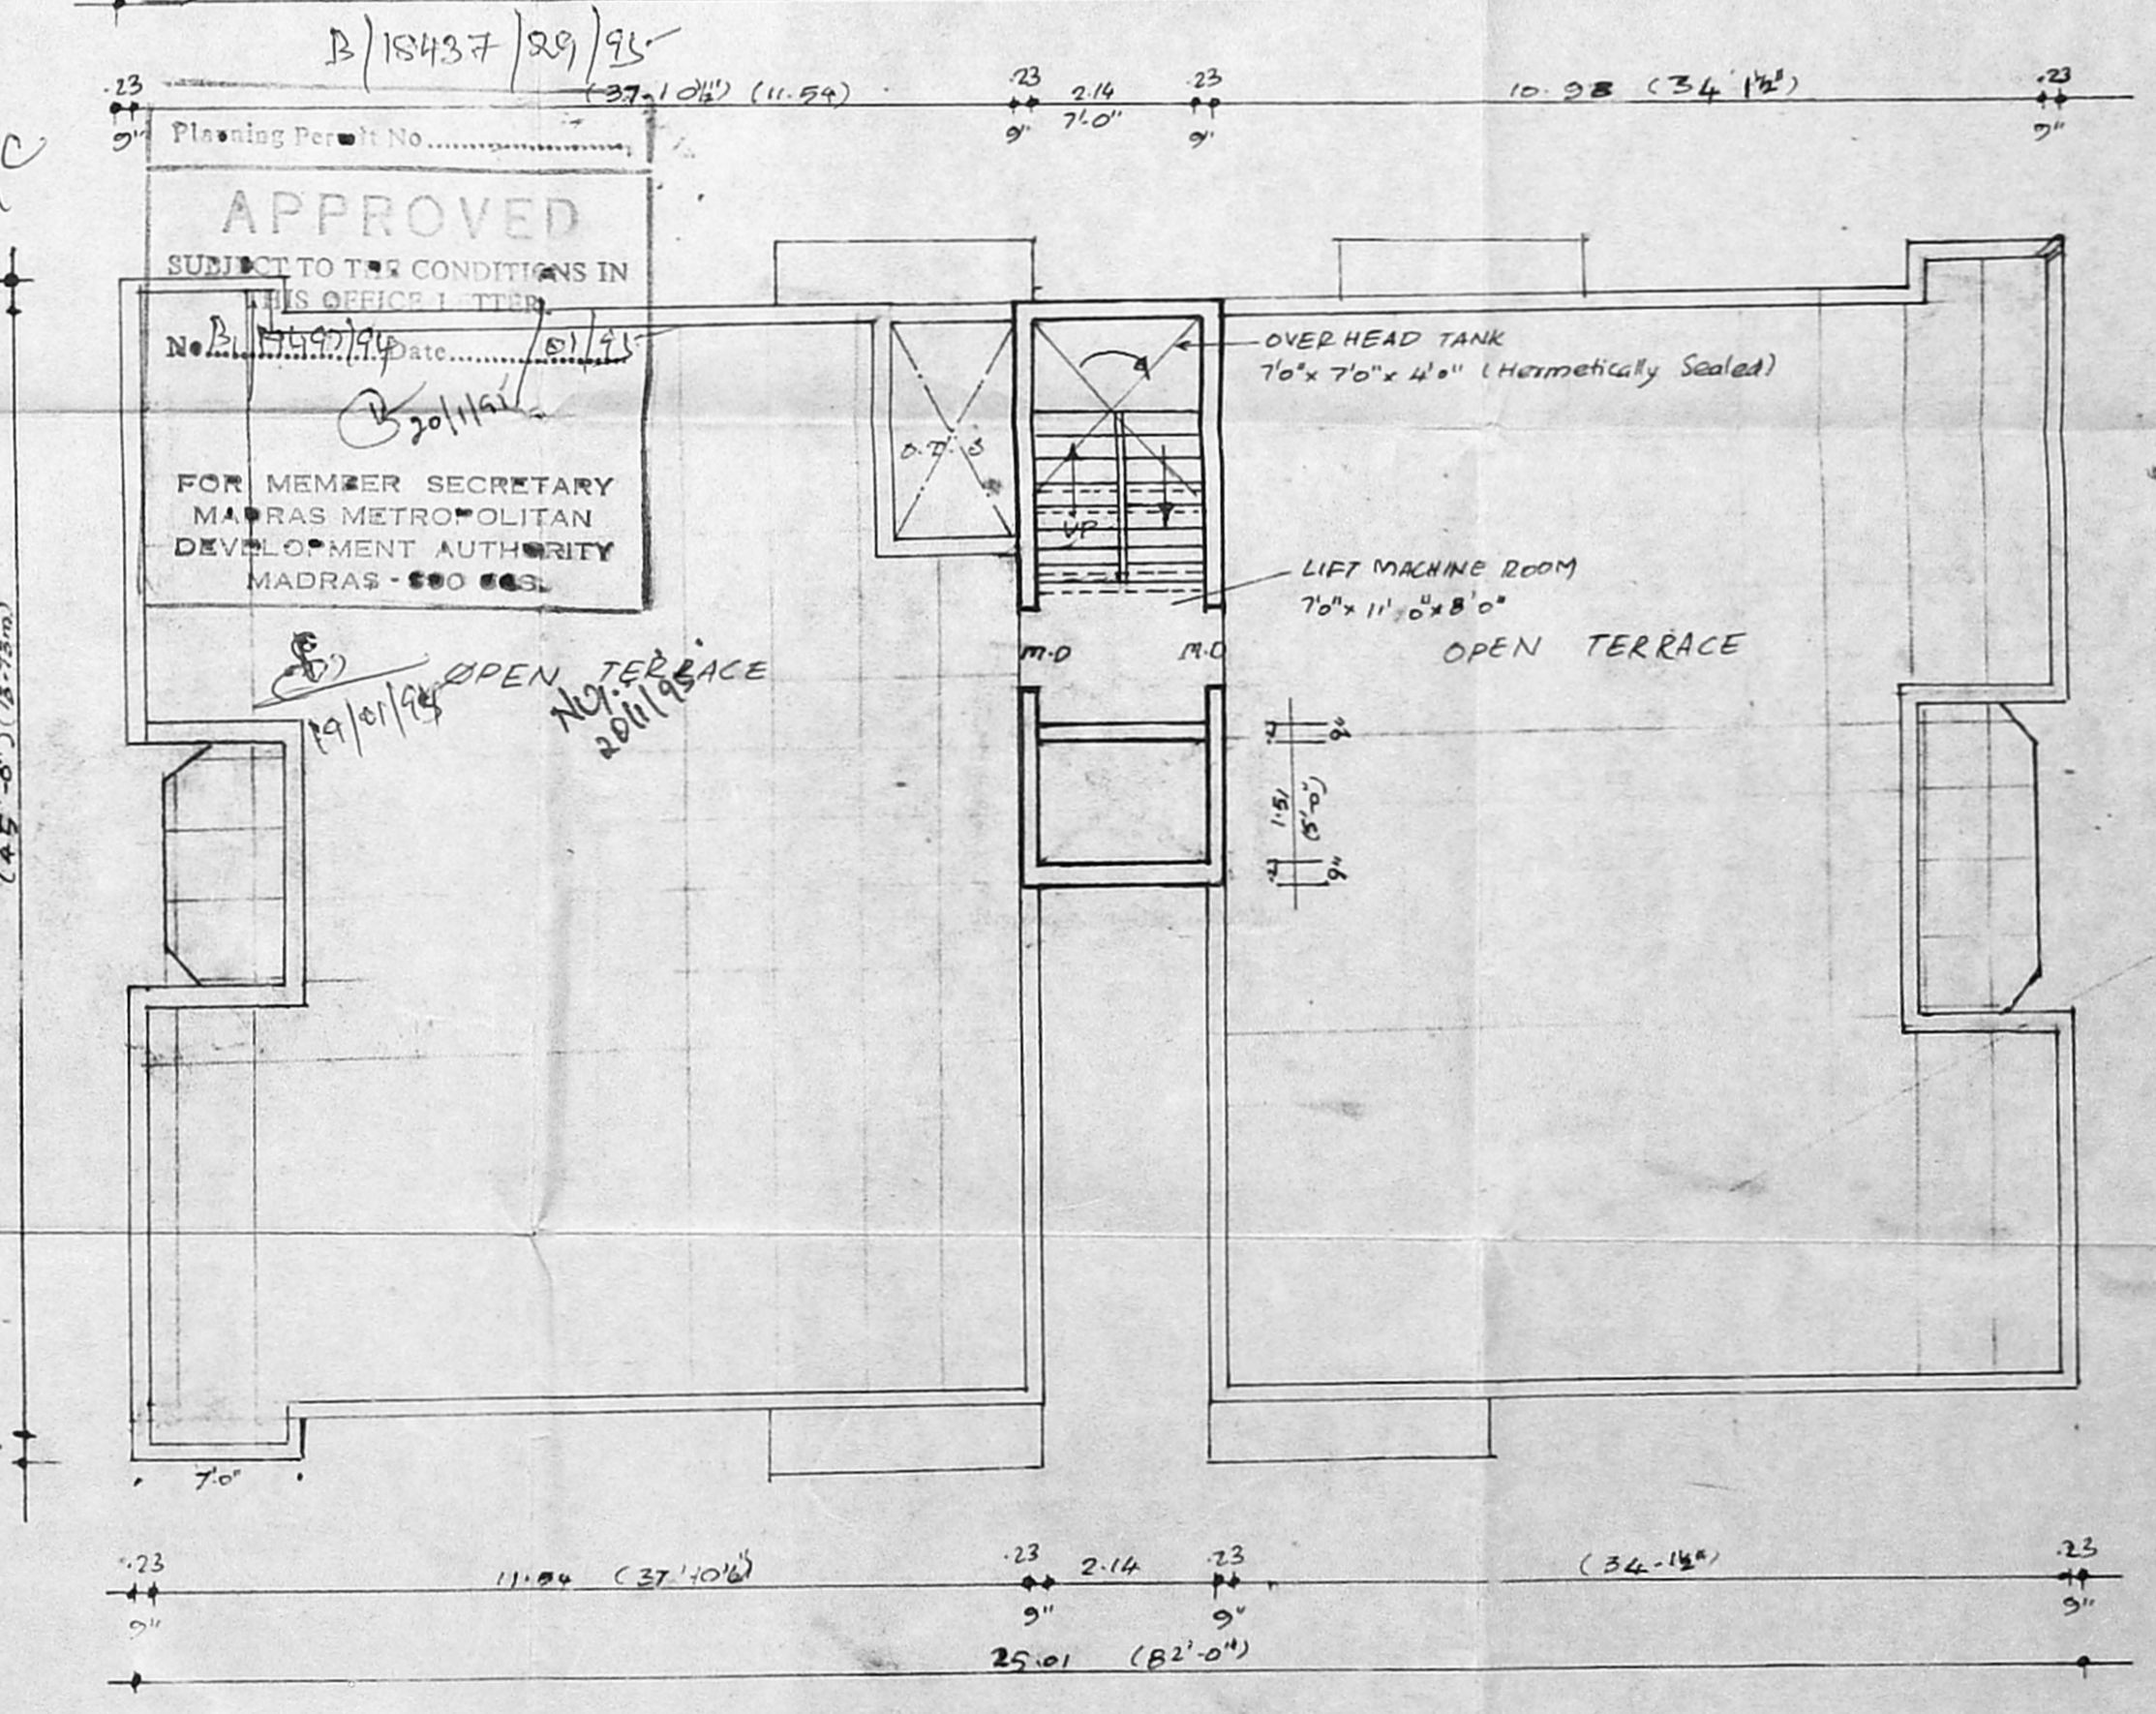 B/15437/29/95
.23 (37-10½") (11.54) .23 2.14 .23 10.98 (34 1½") .23
9" 9" 7'-0" 9" 9"
Planning Permit No
APPROVED
SUBJECT TO THE CONDITIONS IN
THIS OFFICE LETTER
No Date 01/95
20/1/95
FOR MEMBER SECRETARY
MADRAS METROPOLITAN
DEVELOPMENT AUTHORITY
MADRAS -
OVERHEAD TANK
7'0" x 7'0" x 4'0" (Hermetically Sealed)
O.T.S
UP
LIFT MACHINE ROOM
7'0" x 11'0" x 8'0"
M.D M.D
OPEN TERRACE
OPEN TERRACE
19/01/95
20/1/95
9"
1.51
(5'-0")
9"
7'0"
.23 (37'-10½") .23 2.14 .23 (34-1½") .23
9" 9" 9" 9"
25.01 (82'-0")